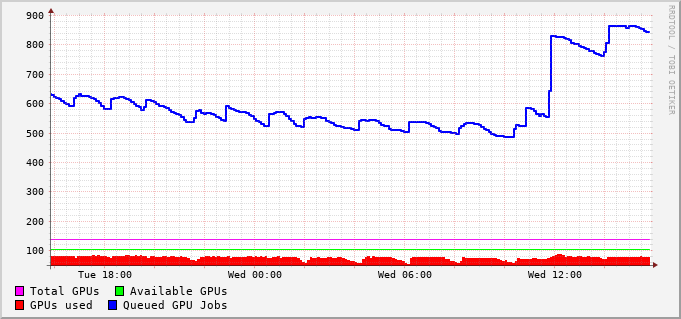 RRDTOOL / TOBI OETIKER
900
800
700
600
500
400
300
200
100
Tue 18:00 Wed 00:00 Wed 06:00 Wed 12:00
Total GPUs Available GPUs
GPUs used Queued GPU Jobs